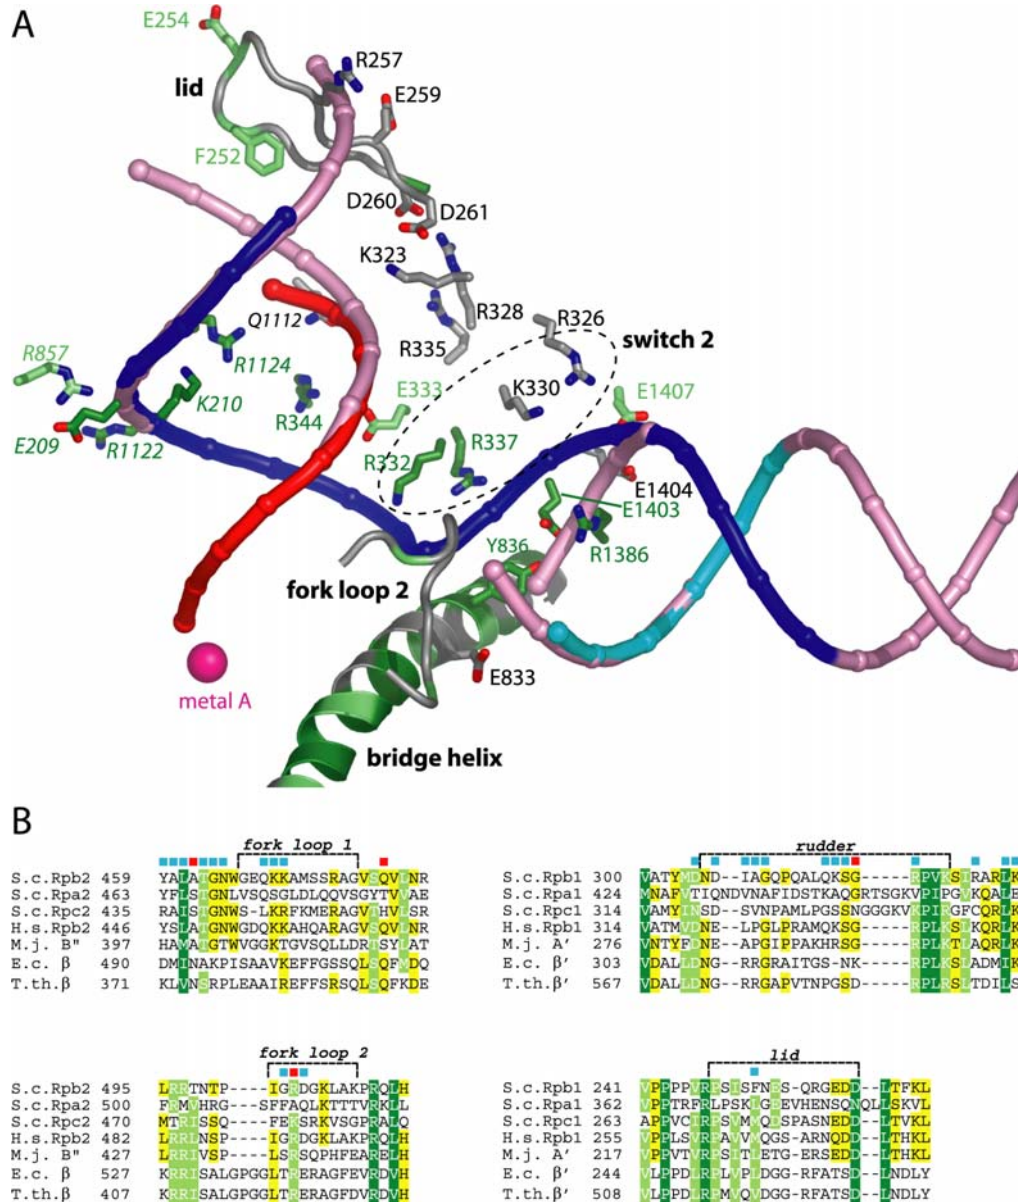 A
E254
lid
R257
E259
F252
D260
D261
K323
R328
Q1112
R335
R326
switch 2
R857
R1124
K330
E1407
E333
K210
R344
R337
E209
R1122
R332
E1404
E1403
Y836
R1386
fork loop 2
E833
metal A
bridge helix
B
fork loop 1
S.c.Rpb2 459 YALATGNWGEQKKAMSSRAGVSQVLNR
S.c.Rpa2 463 YFLSTGNLVSQSGLDLQQVSGYTVVAE
S.c.Rpc2 435 RAISTGNWS-LKRFKMERAGVTHVLSR
H.s.Rpb2 446 YSLATGNWGDQKKAHQARAGVSQVLNR
M.j. B" 397 HAMATGTWVGGKTGVSQLLDRTSYLAT
E.c. β 490 DMINAKPISAAVKEFFGSSQLSQFMDQ
T.th.β 371 KLVNSRPLEAAIREFFSRSQLSQFKDE
rudder
S.c.Rpb1 300 VATYMDND--IAGQPQALQKSG------RPVKSIRARLK
S.c.Rpa1 424 MNAFVTIQNDVNAFIDSTKAQGRTSGKVPIPGVKQALE
S.c.Rpc1 314 VAMYINSD--SVNPAMLPGSSNGGGKVKPIRGFCQRLK
H.s.Rpb1 314 VATMVDNE--LPGLPRAMQKSG------RPLKSLKQRLK
M.j. A′ 276 VNTYFDNE--APGIPPAKHRSG------RPLKTLAQRLK
E.c. β′ 303 VDALLDNG--RRGRAITGS-NK------RPLKSLADMIK
T.th.β′ 567 VDALLDNG--RRGAPVTNPGSD------RPLRSLTDILS
fork loop 2
S.c.Rpb2 495 LRRTNTP-----IGRDGKLAKPRQLH
S.c.Rpa2 500 FRMVHRG----SFFAQLKTTTVRKLL
S.c.Rpc2 470 MTRISSQ-----FEKSRKVSGPRALQ
H.s.Rpb2 482 LRRLNSP-----IGRDGKLAKPRQLH
M.j. B" 427 LRRIVSP-----LSRSQPHFEARELH
E.c. β 527 KRRISALGPGGLTRERAGFEVRDVH
T.th.β 407 KRRISALGPGGLTRERAGFDVRDVH
lid
S.c.Rpb1 241 VPPPPVRPSISFNES-QRGEDD--LTFKL
S.c.Rpa1 362 VPPTRFRLPSKLGEEVHENSQNQLLSKVL
S.c.Rpc1 263 APPVCIRPSVMMQDSPASNEDD--LTVKL
H.s.Rpb1 255 VPPLSVRPAVVMQGS-ARNQDD--LTHKL
M.j. A′ 217 VPPVTVRPSITLETG-ERSEDD--LTHKL
E.c. β′ 244 VLPPDLRPLVPLDGG-RFATSD--LNDLY
T.th.β′ 508 VLPPDLRPMVQVDGG-RFATSD--LNDLY